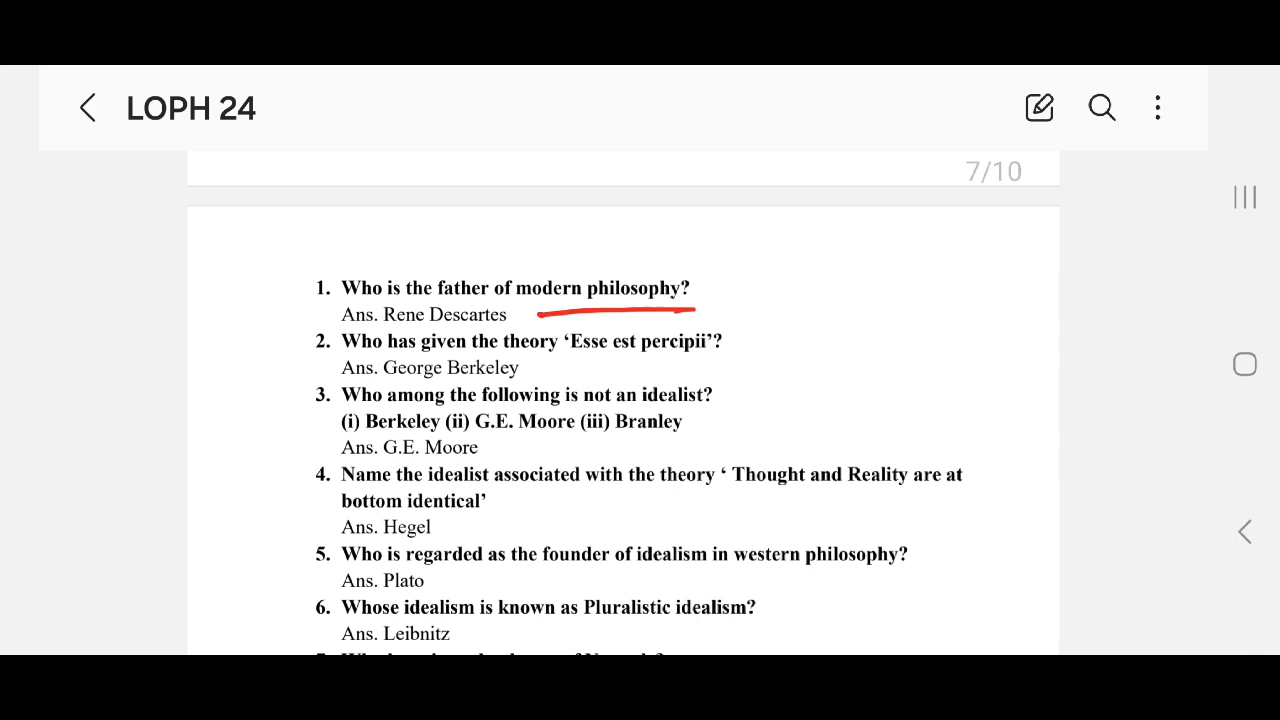 LOPH 24
7/10
1. Who is the father of modern philosophy?
Ans. Rene Descartes
2. Who has given the theory ‘Esse est percipii’?
Ans. George Berkeley
3. Who among the following is not an idealist?
(i) Berkeley (ii) G.E. Moore (iii) Branley
Ans. G.E. Moore
4. Name the idealist associated with the theory ‘ Thought and Reality are at
bottom identical’
Ans. Hegel
5. Who is regarded as the founder of idealism in western philosophy?
Ans. Plato
6. Whose idealism is known as Pluralistic idealism?
Ans. Leibnitz